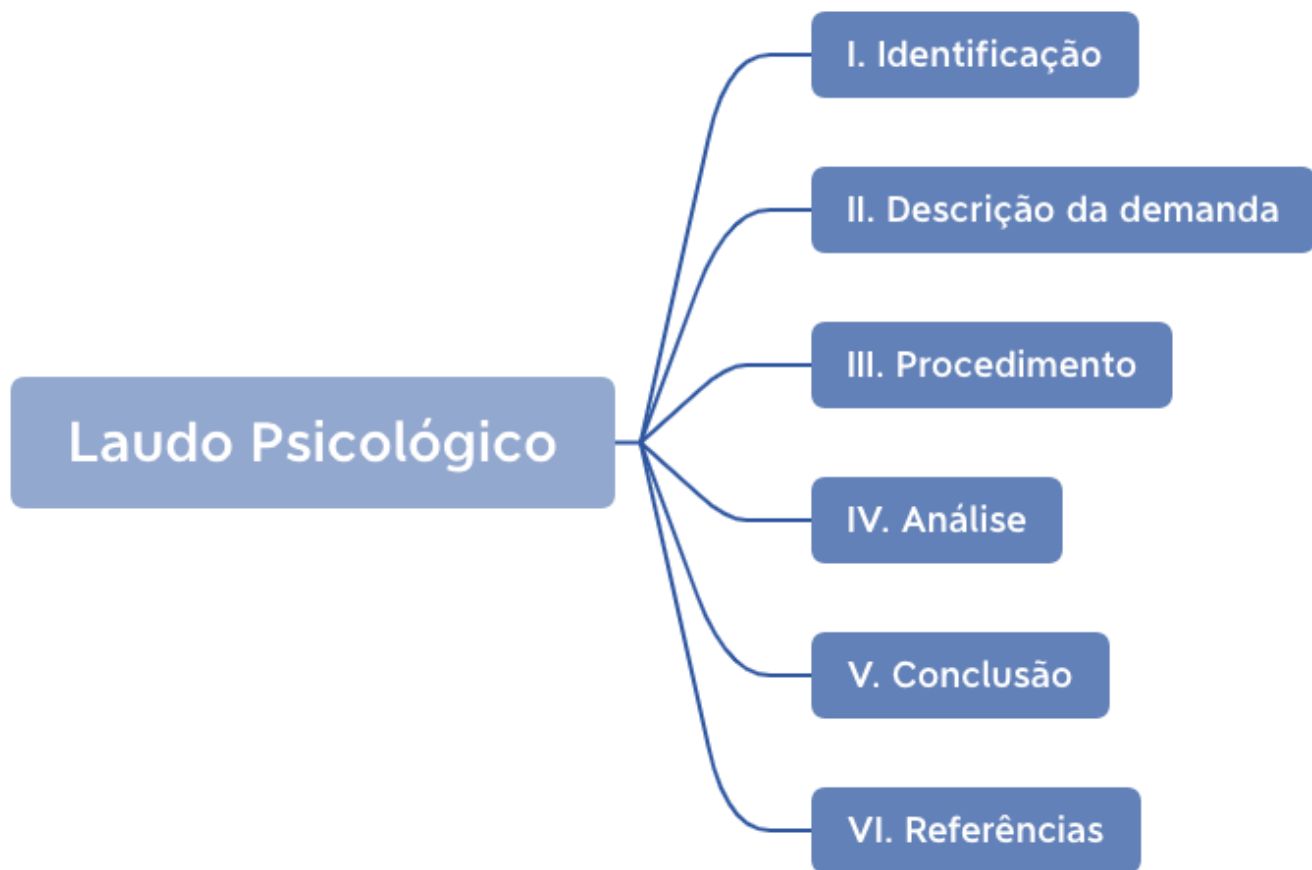 I. Identificação
II. Descrição da demanda
III. Procedimento
Laudo Psicológico
IV. Análise
V. Conclusão
VI. Referências